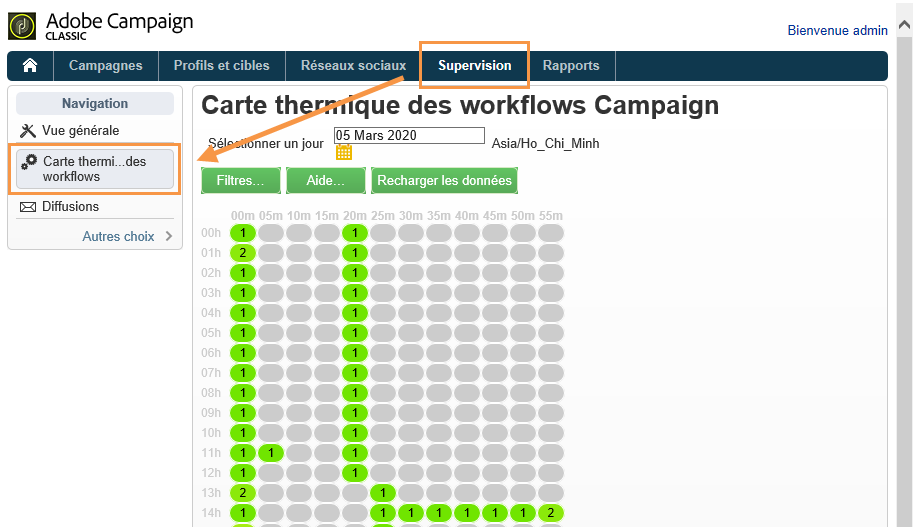 Adobe Campaign
CLASSIC
Bienvenue admin
Campagnes Profils et cibles Réseaux sociaux Supervision Rapports
Navigation
Vue générale
Carte thermi...des
workflows
Diffusions
Autres choix
Carte thermique des workflows Campaign
Sélectionner un jour 05 Mars 2020 Asia/Ho_Chi_Minh
Filtres... Aide... Recharger les données
00m 05m 10m 15m 20m 25m 30m 35m 40m 45m 50m 55m
00h 1 1
01h 2 1
02h 1 1
03h 1 1
04h 1 1
05h 1 1
06h 1 1
07h 1 1
08h 1 1
09h 1 1
10h 1 1
11h 1 1 1
12h 1 1
13h 2 1
14h 1 1 1 1 1 1 1 2